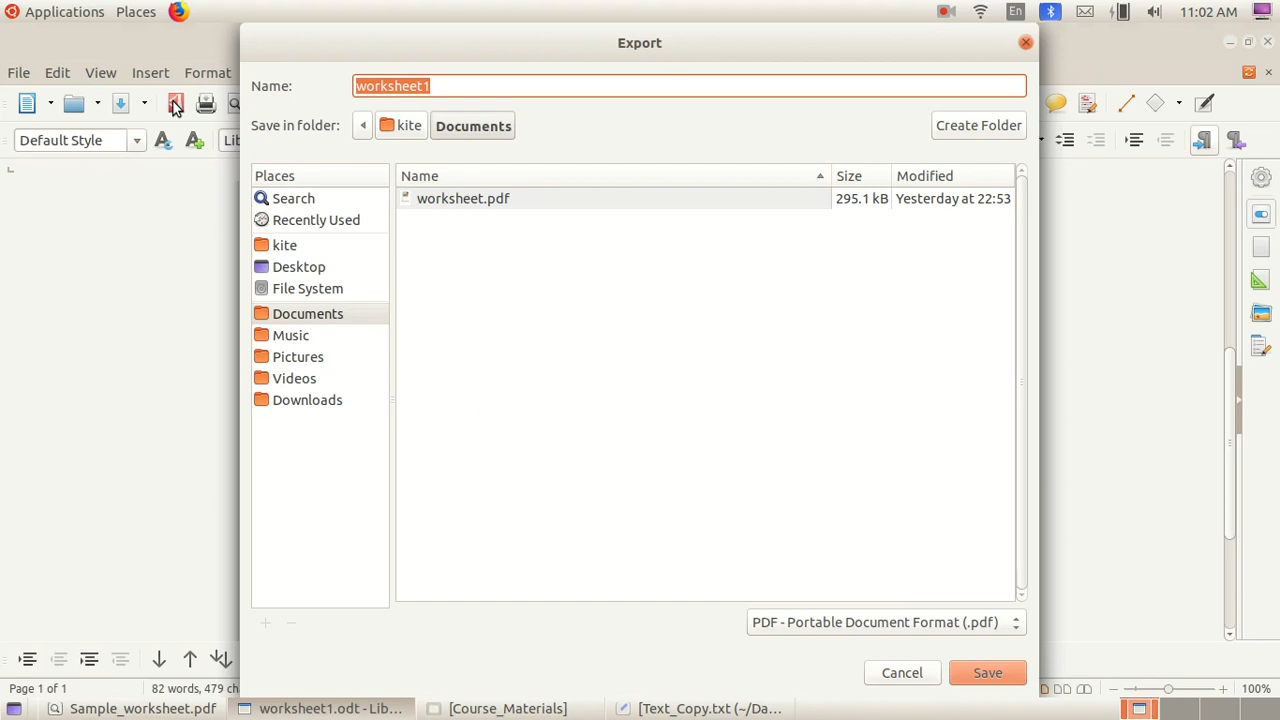 Applications Places En 11:02 AM
Export
File Edit View Insert Format
Name: worksheet1
Save in folder: kite Documents Create Folder
Default Style Lib
Places Name Size Modified
Search worksheet.pdf 295.1 kB Yesterday at 22:53
Recently Used
kite
Desktop
File System
Documents
Music
Pictures
Videos
Downloads
PDF - Portable Document Format (.pdf)
Cancel Save
Page 1 of 1 82 words, 479 ch 100%
Sample_worksheet.pdf worksheet1.odt - Lib... [Course_Materials] [Text_Copy.txt (~/Da...